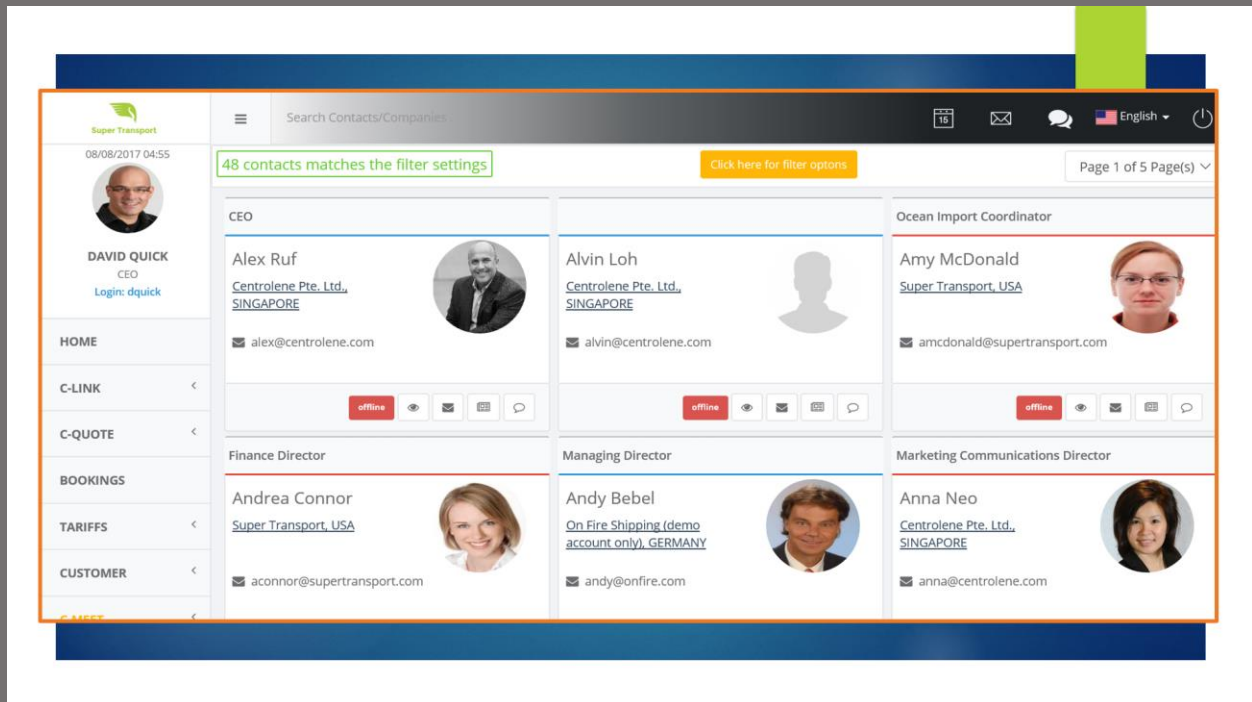 Super Transport
Search Contacts/Companies
15
English
08/08/2017 04:55
48 contacts matches the filter settings
Click here for filter optons
Page 1 of 5 Page(s)
DAVID QUICK
CEO
Login: dquick
HOME
C-LINK
C-QUOTE
BOOKINGS
TARIFFS
CUSTOMER
C-MEET
CEO
Alex Ruf
Centrolene Pte. Ltd.,
SINGAPORE
alex@centrolene.com
offline
Alvin Loh
Centrolene Pte. Ltd.,
SINGAPORE
alvin@centrolene.com
offline
Ocean Import Coordinator
Amy McDonald
Super Transport, USA
amcdonald@supertransport.com
offline
Finance Director
Andrea Connor
Super Transport, USA
aconnor@supertransport.com
Managing Director
Andy Bebel
On Fire Shipping (demo
account only), GERMANY
andy@onfire.com
Marketing Communications Director
Anna Neo
Centrolene Pte. Ltd.,
SINGAPORE
anna@centrolene.com